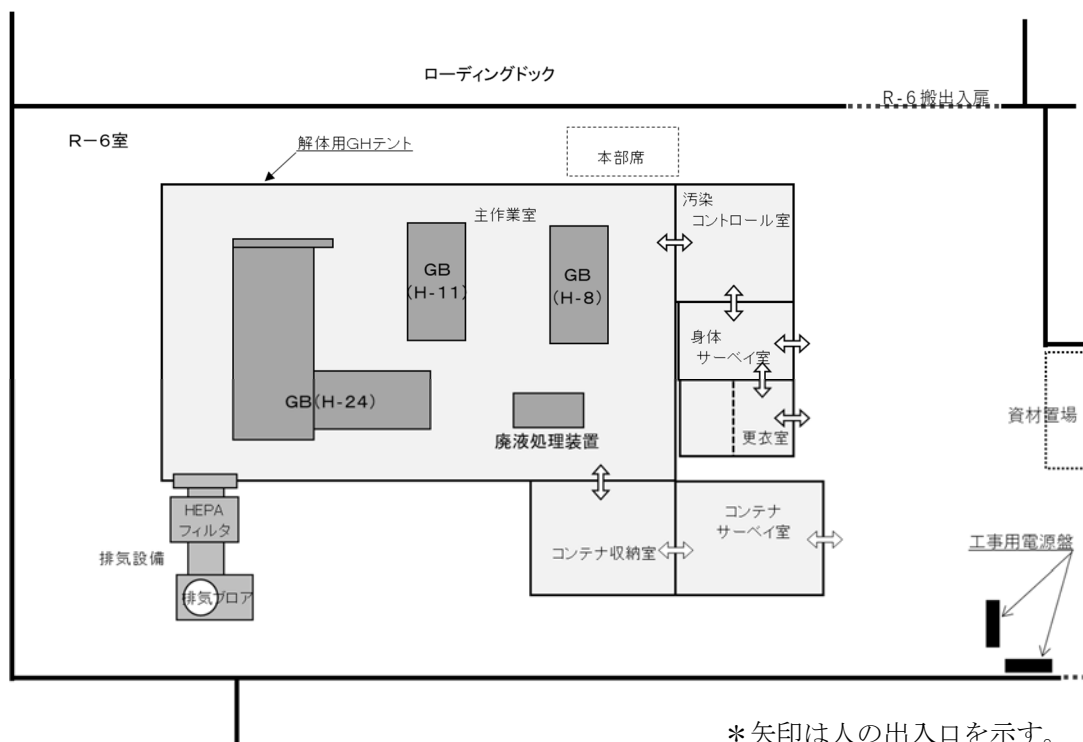 ローディングドック
R-6搬出入扉
R-6室
解体用GHテント
本部席
主作業室
汚染
コントロール室
GB
(H-11)
GB
(H-8)
身体
サーベイ室
GB(H-24)
廃液処理装置
更衣室
資材置場
HEPA
フィルタ
排気設備
排気ブロア
コンテナ収納室
コンテナ
サーベイ室
工事用電源盤
*矢印は人の出入口を示す。